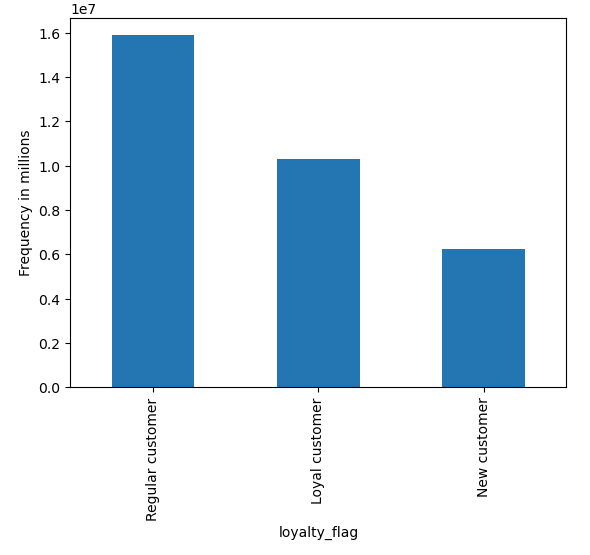 1e7
1.6
1.4
1.2
1.0
0.8
0.6
0.4
0.2
0.0
Frequency in millions
Regular customer
Loyal customer
New customer
loyalty_flag